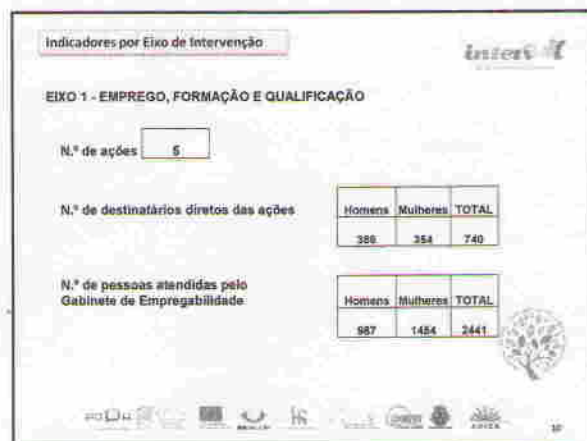 Indicadores por Eixo de Intervenção
EIXO 1 - EMPREGO, FORMAÇÃO E QUALIFICAÇÃO
N.º de ações 5
N.º de destinatários diretos das ações
Homens Mulheres TOTAL
386 354 740
N.º de pessoas atendidas pelo
Gabinete de Empregabilidade
Homens Mulheres TOTAL
987 1454 2441